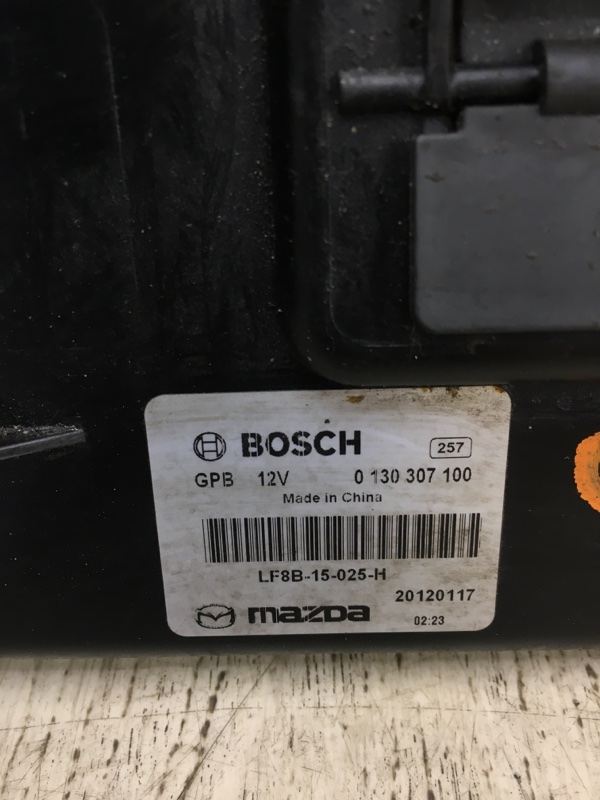 BOSCH 257
GPB 12V 0 130 307 100
Made in China
LF8B-15-025-H
20120117
mazda 02:23